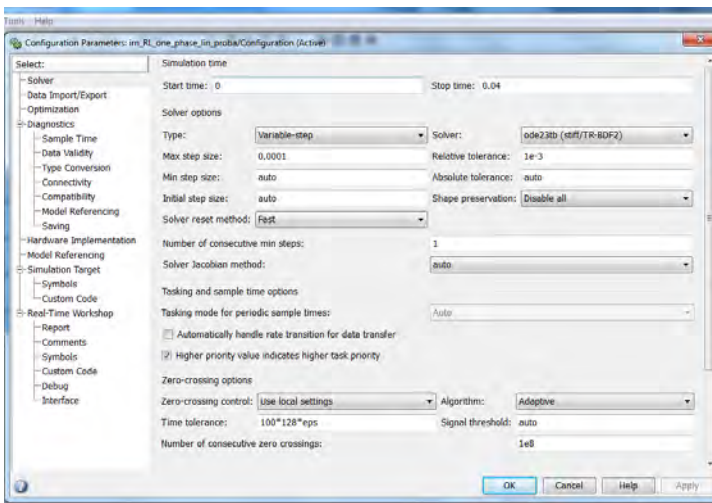 Tools Help
Configuration Parameters: im_RL_one_phase_lin_proba/Configuration (Active)
Select:
Solver
Data Import/Export
Optimization
Diagnostics
Sample Time
Data Validity
Type Conversion
Connectivity
Compatibility
Model Referencing
Saving
Hardware Implementation
Model Referencing
Simulation Target
Symbols
Custom Code
Real-Time Workshop
Report
Comments
Symbols
Custom Code
Debug
Interface
Simulation time
Start time: 0 Stop time: 0.04
Solver options
Type: Variable-step Solver: ode23tb (stiff/TR-BDF2)
Max step size: 0.0001 Relative tolerance: 1e-3
Min step size: auto Absolute tolerance: auto
Initial step size: auto Shape preservation: Disable all
Solver reset method: Fast
Number of consecutive min steps: 1
Solver Jacobian method: auto
Tasking and sample time options
Tasking mode for periodic sample times: Auto
Automatically handle rate transition for data transfer
Higher priority value indicates higher task priority
Zero-crossing options
Zero-crossing control: Use local settings Algorithm: Adaptive
Time tolerance: 100*128*eps Signal threshold: auto
Number of consecutive zero crossings: 1e8
OK Cancel Help Apply